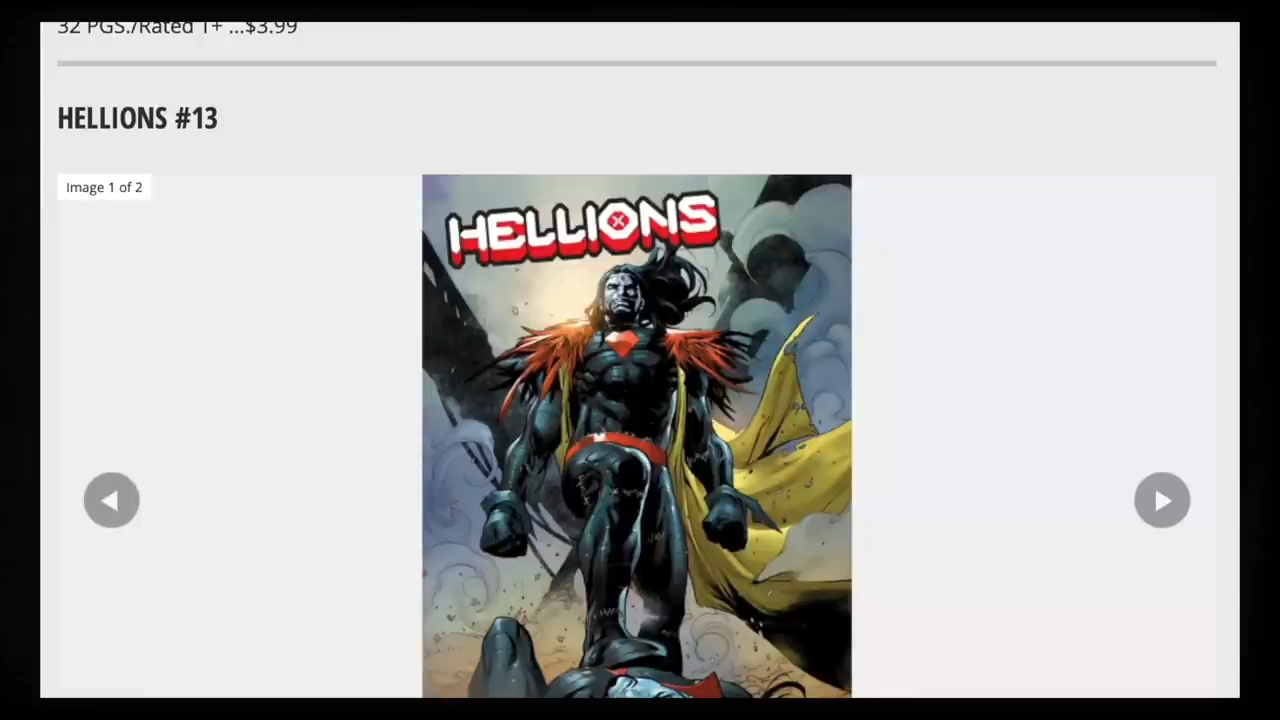 32 PGS./Rated T+ ...$3.99
HELLIONS #13
Image 1 of 2
HELLIONS